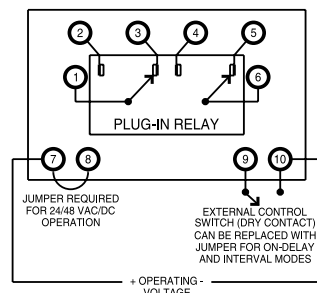 2
3
4
5
1
6
PLUG-IN RELAY
7
8
9
10
JUMPER REQUIRED
FOR 24/48 VAC/DC
OPERATION
EXTERNAL CONTROL
SWITCH (DRY CONTACT)
CAN BE REPLACED WITH
JUMPER FOR ON-DELAY
AND INTERVAL MODES
+ OPERATING -
VOLTAGE